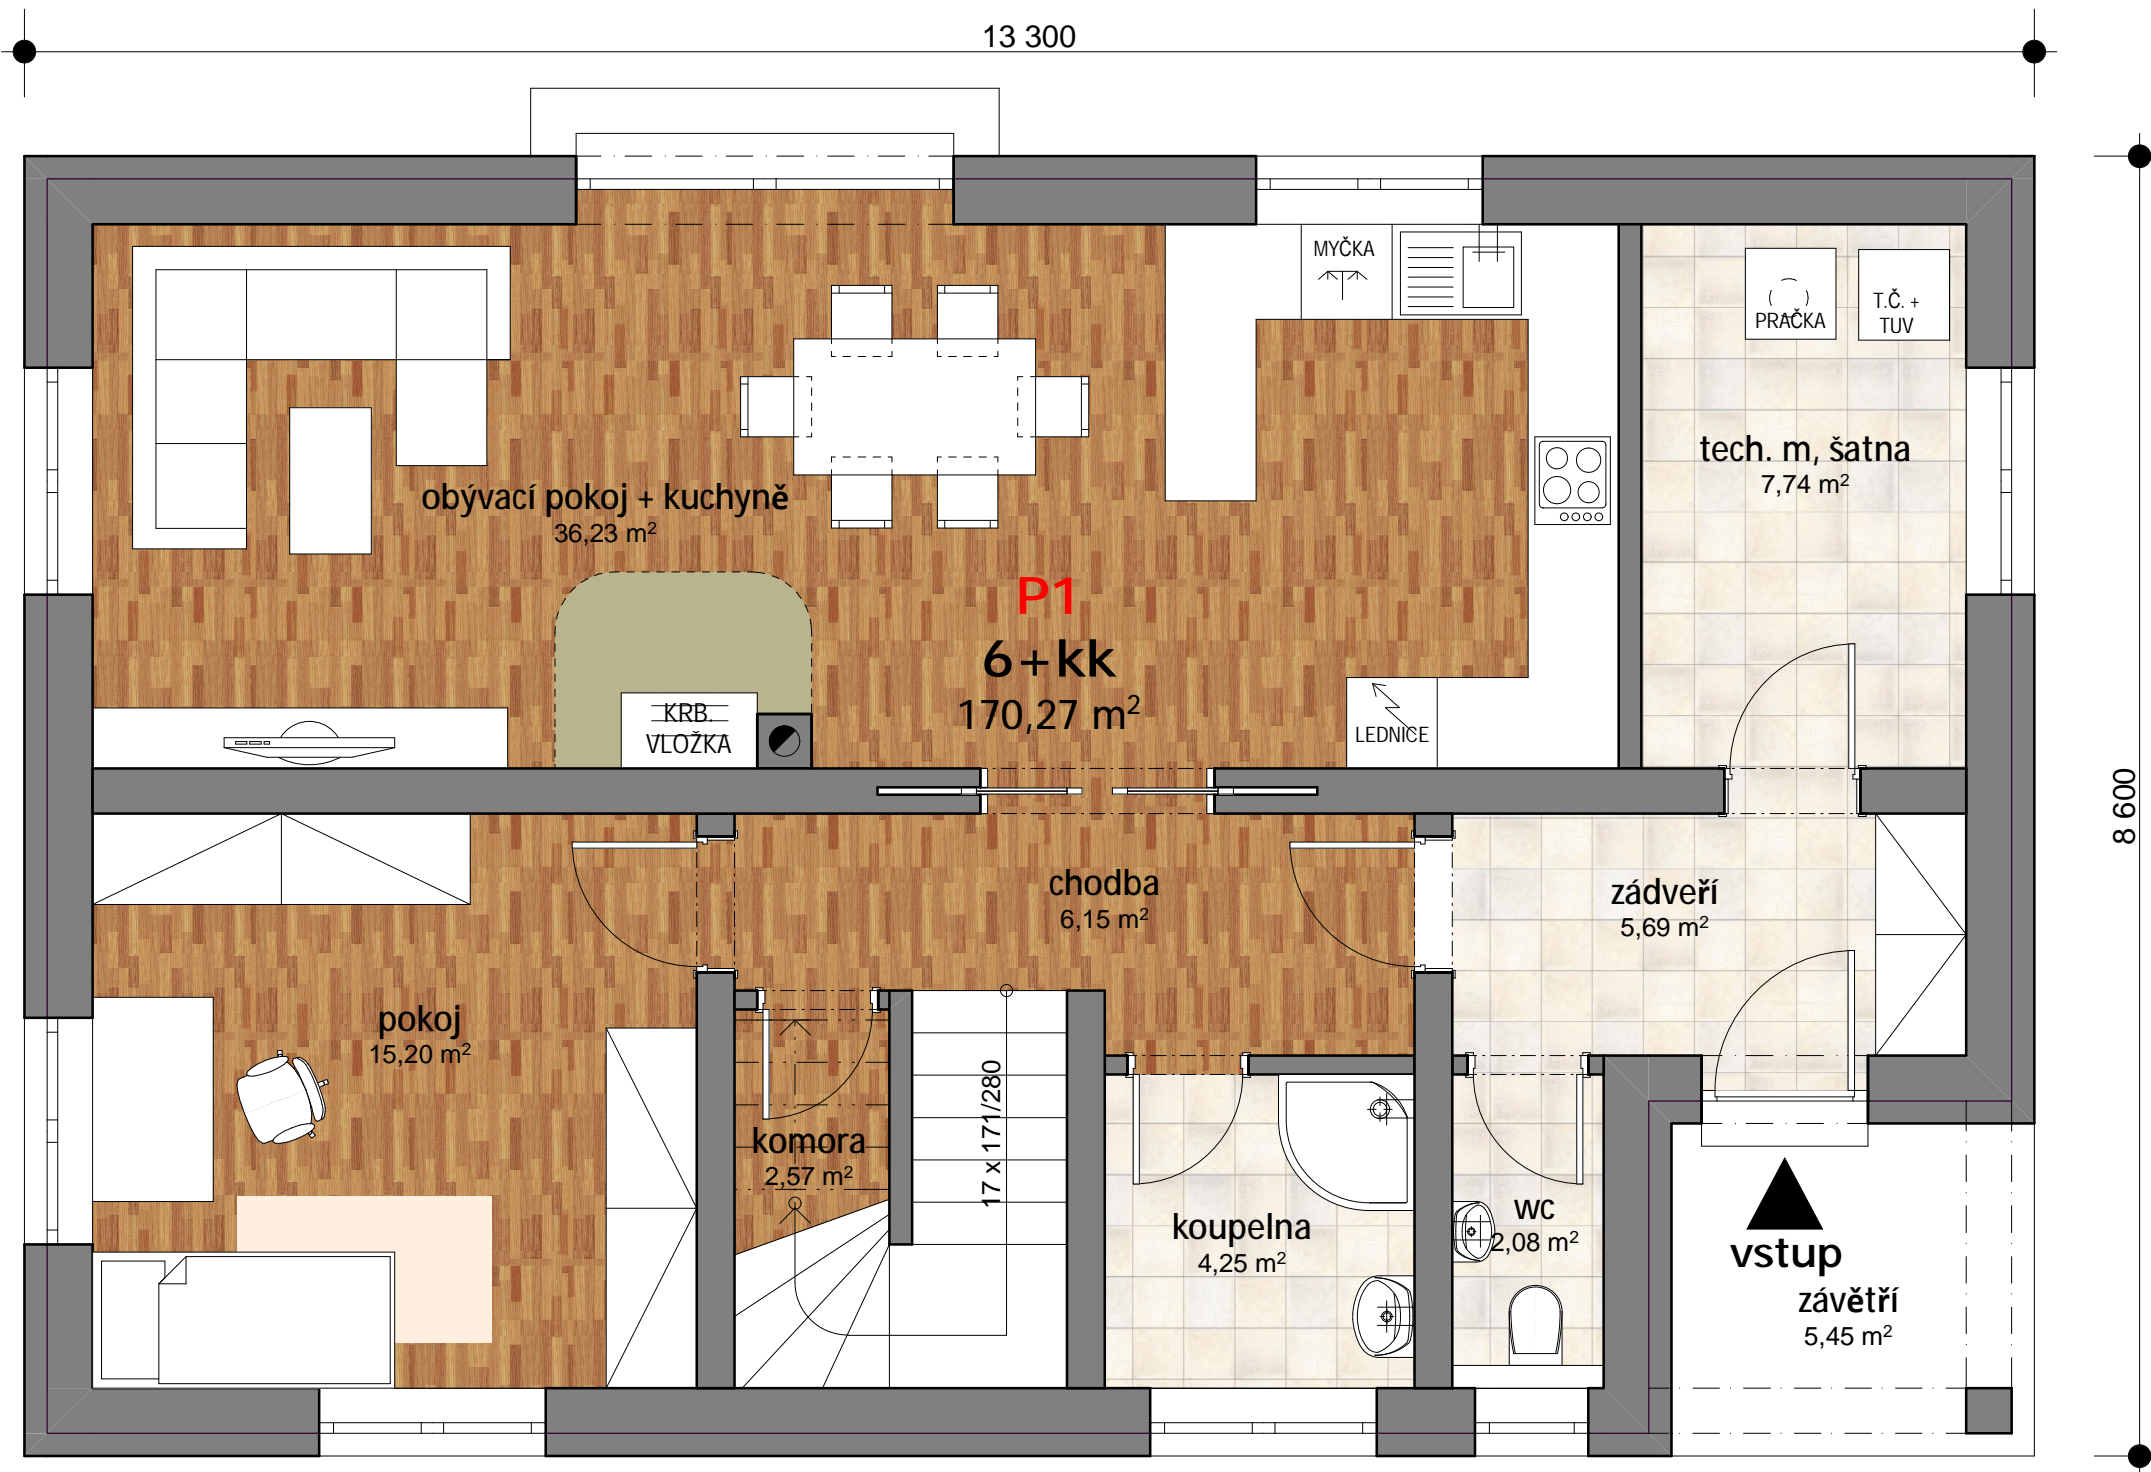 13 300
MYČKA
PRAČKA
T.Č. +
TUV
tech. m, šatna
7,74 m²
obývací pokoj + kuchyně
36,23 m²
P1
6+kk
170,27 m²
KRB.
VLOŽKA
LEDNICE
8 600
chodba
6,15 m²
zádveří
5,69 m²
pokoj
15,20 m²
17 x 171/280
komora
2,57 m²
koupelna
4,25 m²
wc
2,08 m²
vstup
závětří
5,45 m²